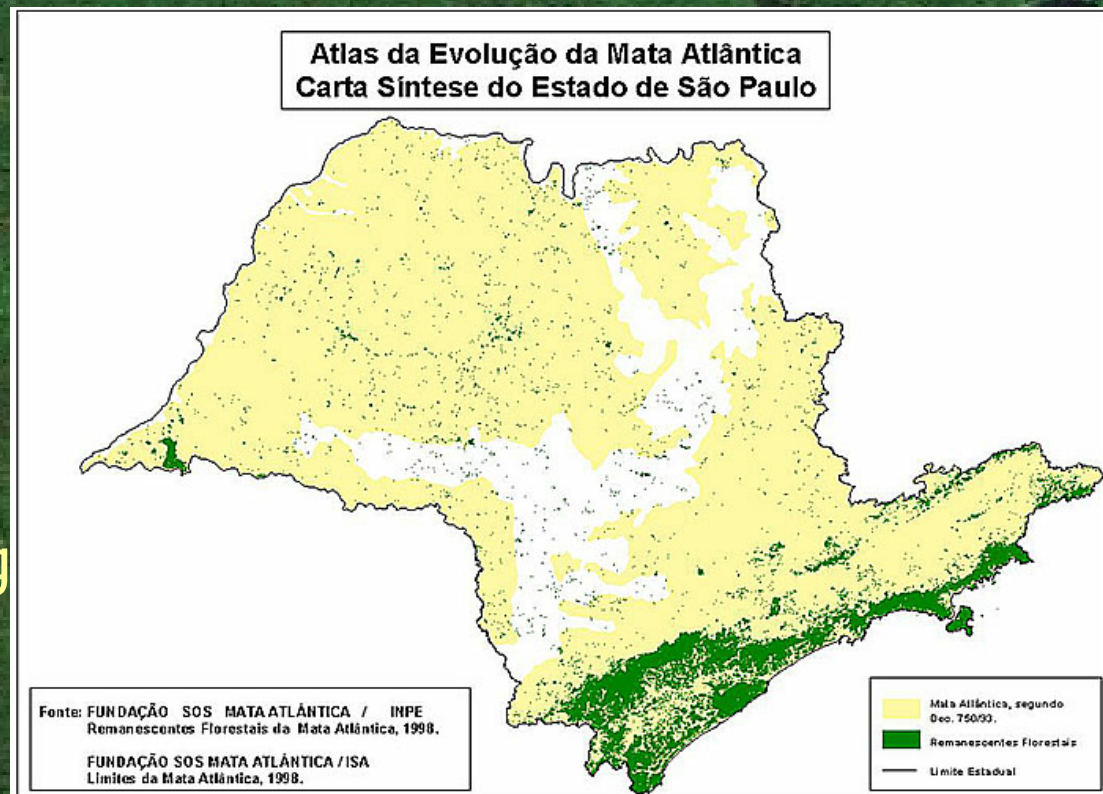 Atlas da Evolução da Mata Atlântica
Carta Síntese do Estado de São Paulo
g
Fonte: FUNDAÇÃO SOS MATA ATLÂNTICA / INPE
Remanescentes Florestais da Mata Atlântica, 1998.
FUNDAÇÃO SOS MATA ATLÂNTICA / ISA
Limites da Mata Atlântica, 1998.
Mata Atlântica, segundo
Dec. 750/93.
Remanescentes Florestais
Limite Estadual